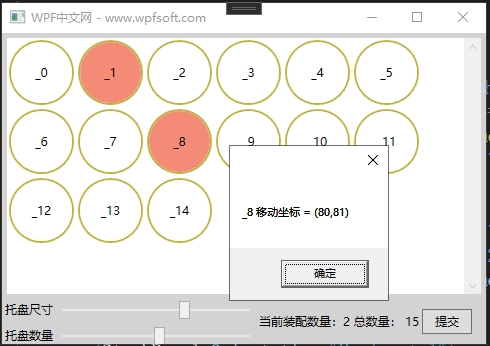 WPF中文网 - www.wpfsoft.com
_0 _1 _2 _3 _4 _5
_6 _7 _8 9 10 11
_12 _13 _14
_8 移动坐标 = (80,81)
确定
托盘尺寸
托盘数量
当前装配数量：2 总数量： 15 提交